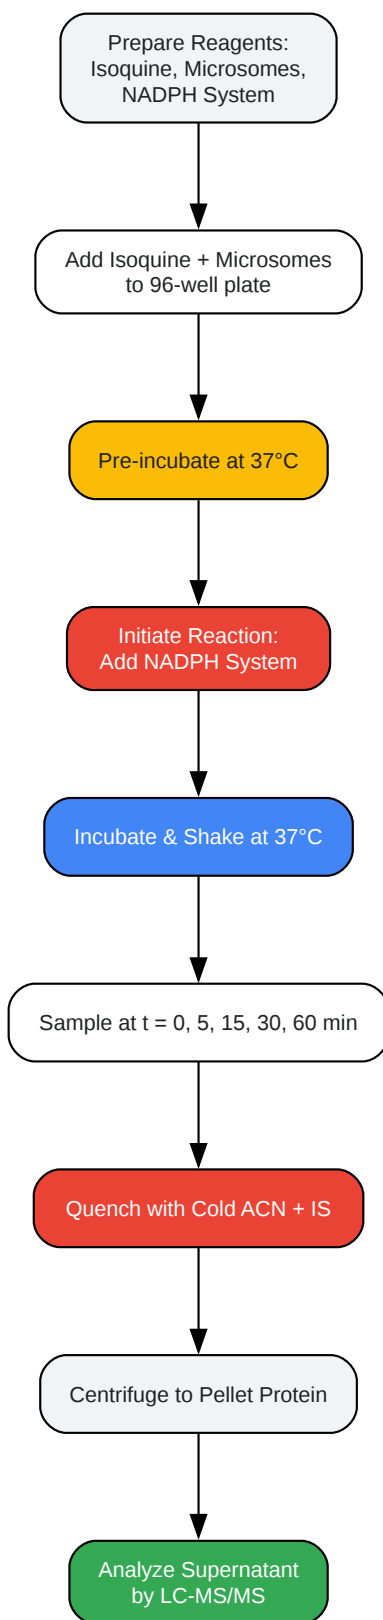 Prepare Reagents:
Isoquine, Microsomes,
NADPH System
Add Isoquine + Microsomes
to 96-well plate
Pre-incubate at 37°C
Initiate Reaction:
Add NADPH System
Incubate & Shake at 37°C
Sample at t = 0, 5, 15, 30, 60 min
Quench with Cold ACN + IS
Centrifuge to Pellet Protein
Analyze Supernatant
by LC-MS/MS